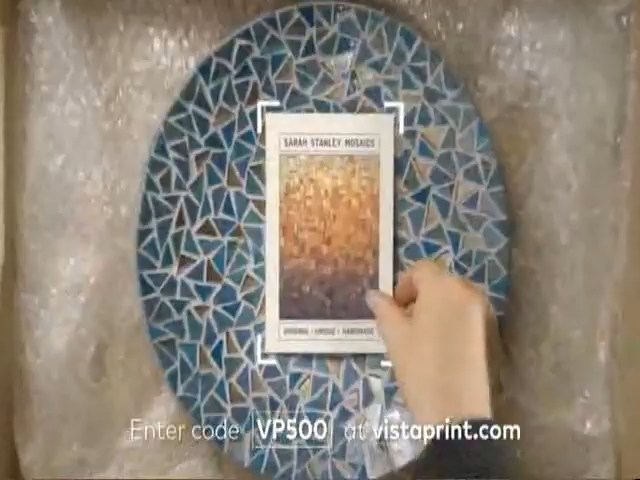 SARAH STANLEY MOSAICS
ORIGINAL • UNIQUE • HANDMADE
Enter code VP500 at vistaprint.com